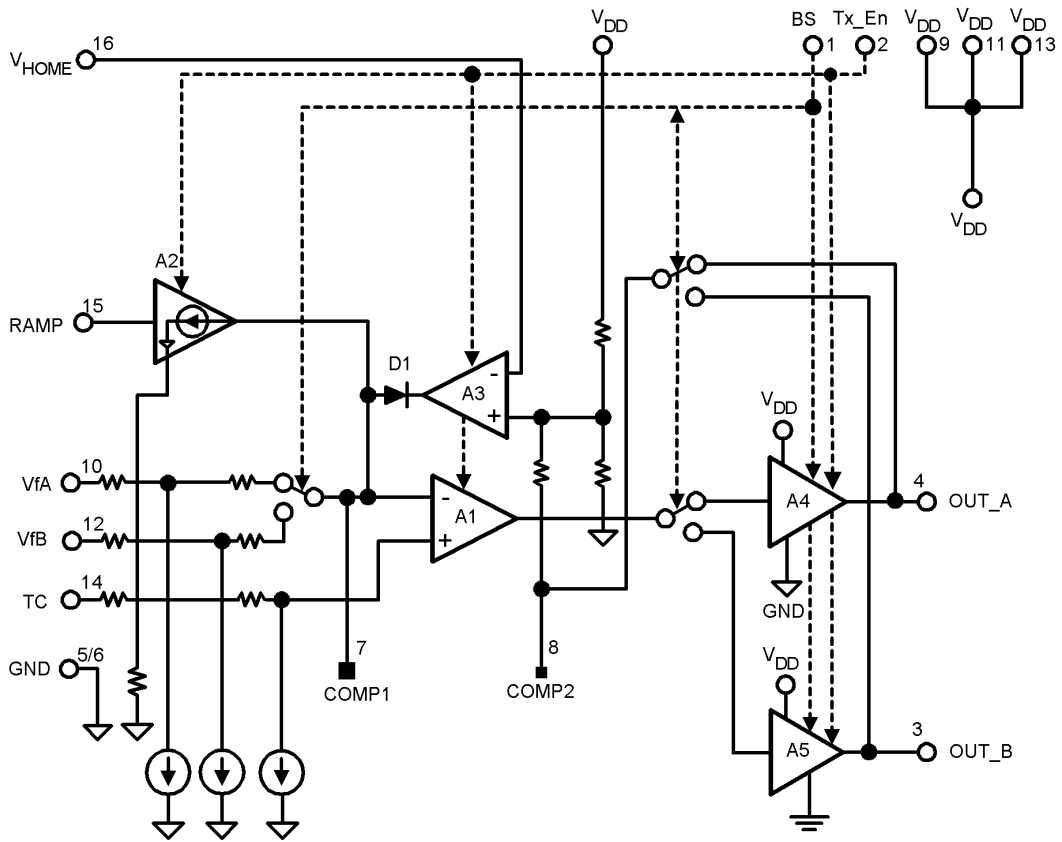 V_DD
BS
Tx_En
V_DD
V_DD
V_DD
V_HOME
16
1
2
9
11
13
V_DD
A2
RAMP
15
D1
-
A3
+
V_DD
VfA
10
-
A1
+
A4
4
OUT_A
VfB
12
TC
14
GND
GND
5/6
7
COMP1
8
COMP2
V_DD
A5
3
OUT_B